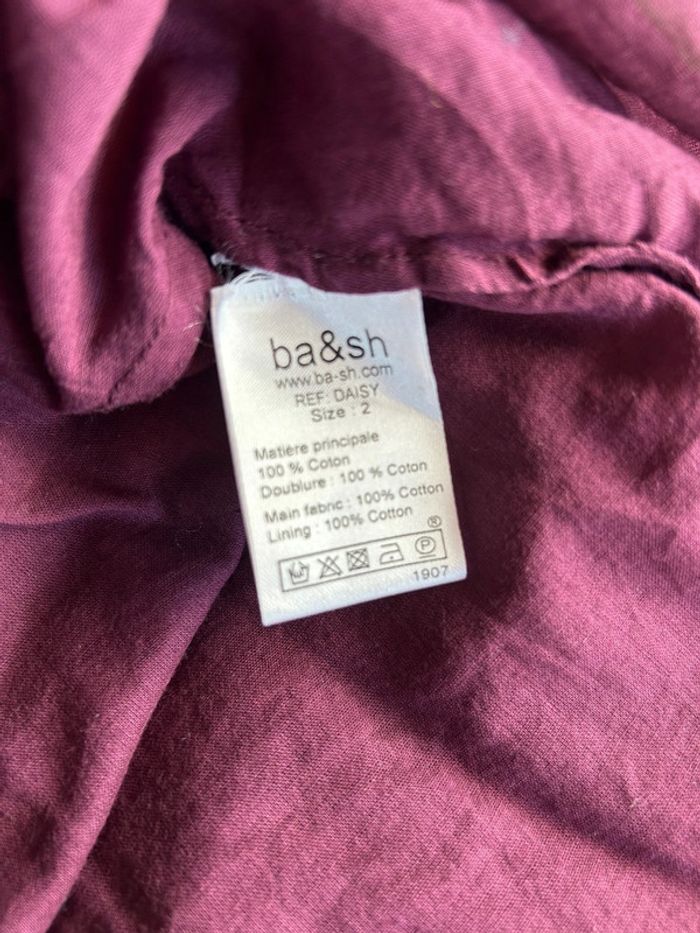 ba&sh
www.ba-sh.com
REF: DAISY
Size : 2
Matière principale
100 % Coton
Doublure : 100 % Coton
Main fabric : 100% Cotton
Lining : 100% Cotton
®
P
1907